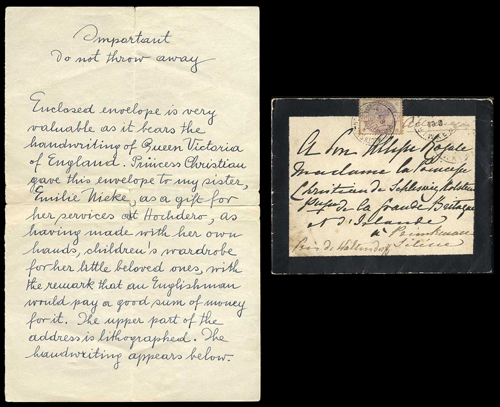 Important
Do not throw away
Enclosed envelope is very
valuable as it bears the
handwriting of Queen Victoria
of England. Princess Christian
gave this envelope to my sister,
Emilie Nicke, as a gift for
her services at Hochdero, as
having made with her own
hands, children's wardrobe
for her little beloved ones, with
the remark that an Englishman
would pay a good sum of money
for it. The upper part of the
address is lithographed. The
handwriting appears below.
A Son Altesse Royale
Madame la Princesse
Christian de Schleswig Holstein
de la Grande Bretagne
et d'Irlande
à Primkenau
Silésie